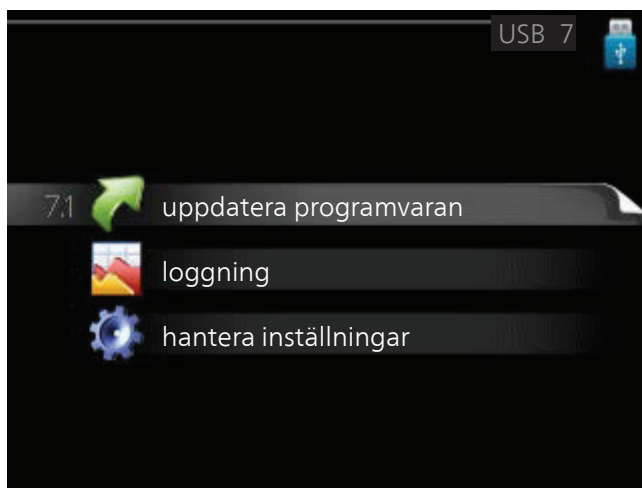 USB 7
7.1 uppdatera programvaran
loggning
hantera inställningar